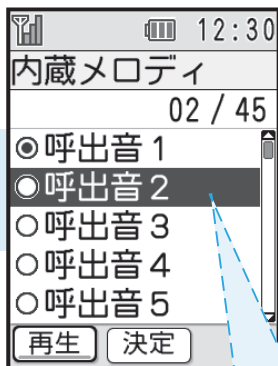 12:30
内蔵メロディ
02 / 45
呼出音１
呼出音２
呼出音３
呼出音４
呼出音５
再生 決定